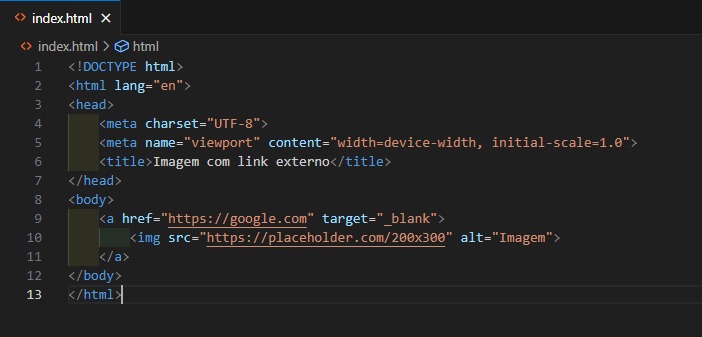 index.html
index.html > html
1 <!DOCTYPE html>
2 <html lang="en">
3 <head>
4     <meta charset="UTF-8">
5     <meta name="viewport" content="width=device-width, initial-scale=1.0">
6     <title>Imagem com link externo</title>
7 </head>
8 <body>
9     <a href="https://google.com" target="_blank">
10         <img src="https://placeholder.com/200x300" alt="Imagem">
11     </a>
12 </body>
13 </html>